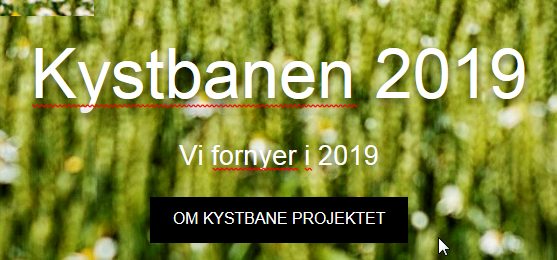 Kystbanen 2019
Vi fornyer i 2019
OM KYSTBANE PROJEKTET